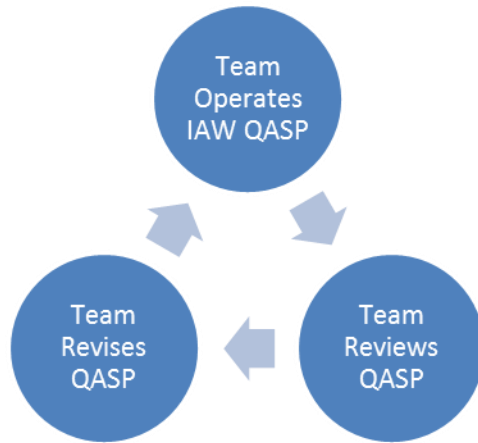 Team
Operates
IAW QASP
Team
Reviews
QASP
Team
Revises
QASP